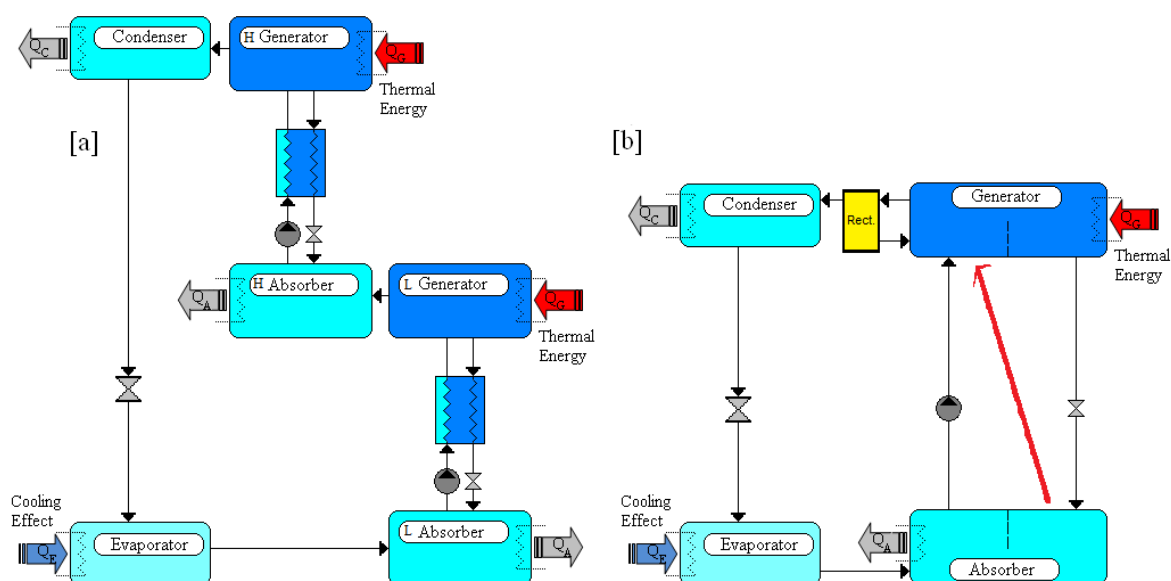 Q_C
Condenser
H Generator
Q_G
Thermal
Energy
[a]
[b]
H Absorber
Q_A
L Generator
Q_G
Thermal
Energy
Cooling
Effect
Q_E
Evaporator
L Absorber
Q_A
Q_C
Condenser
Rect.
Generator
Q_G
Thermal
Energy
Cooling
Effect
Q_E
Evaporator
Q_A
Absorber